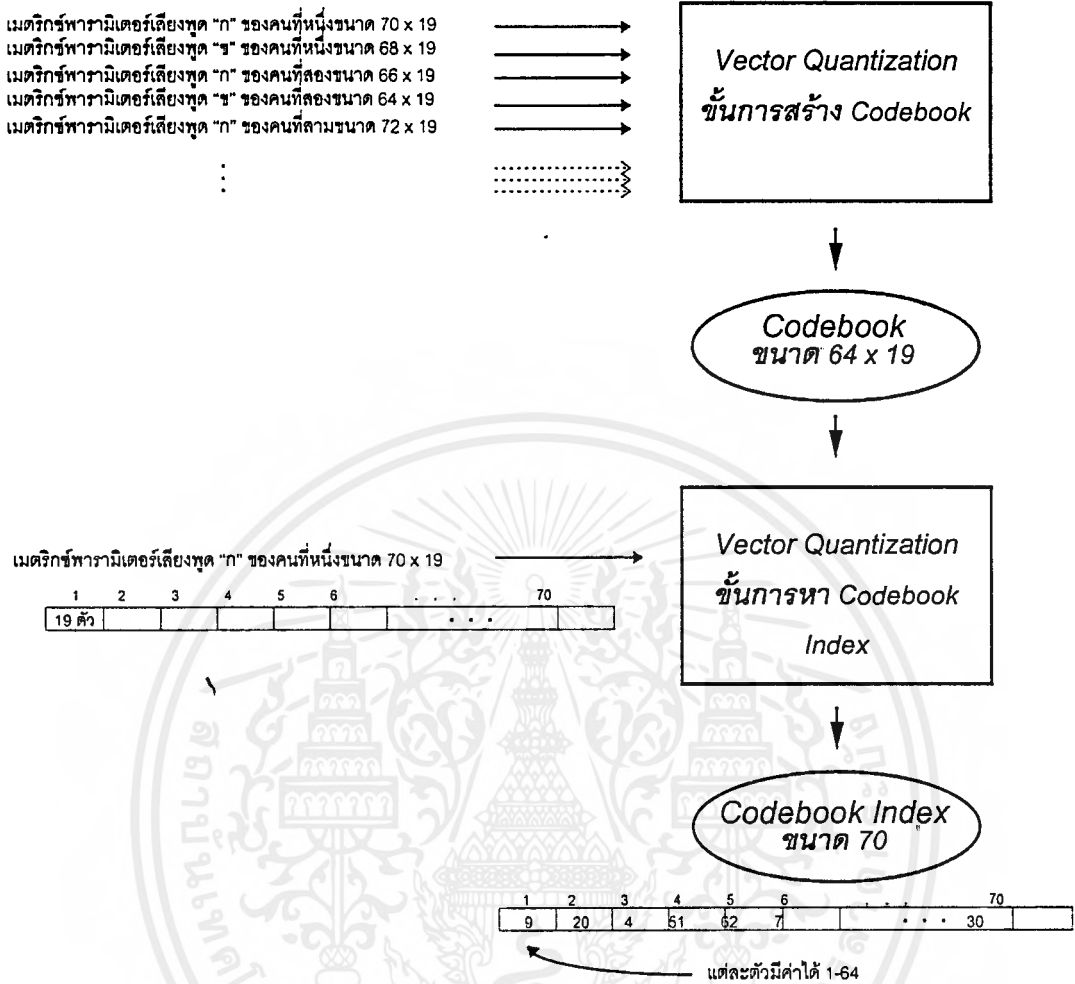 เมตริกซ์พารามิเตอร์เสียงพูด "ก" ของคนที่หนึ่งขนาด 70 x 19
เมตริกซ์พารามิเตอร์เสียงพูด "ข" ของคนที่หนึ่งขนาด 68 x 19
เมตริกซ์พารามิเตอร์เสียงพูด "ก" ของคนที่สองขนาด 66 x 19
เมตริกซ์พารามิเตอร์เสียงพูด "ข" ของคนที่สองขนาด 64 x 19
เมตริกซ์พารามิเตอร์เสียงพูด "ก" ของคนที่สามขนาด 72 x 19
Vector Quantization
ขั้นการสร้าง Codebook
Codebook
ขนาด 64 x 19
เมตริกซ์พารามิเตอร์เสียงพูด "ก" ของคนที่หนึ่งขนาด 70 x 19
1 2 3 4 5 6 . . . 70
19 ตัว . . .
Vector Quantization
ขั้นการหา Codebook
Index
Codebook Index
ขนาด 70
1 2 3 4 5 6 . . . 70
9 20 4 51 62 7 . . . 30
แต่ละตัวมีค่าได้ 1-64